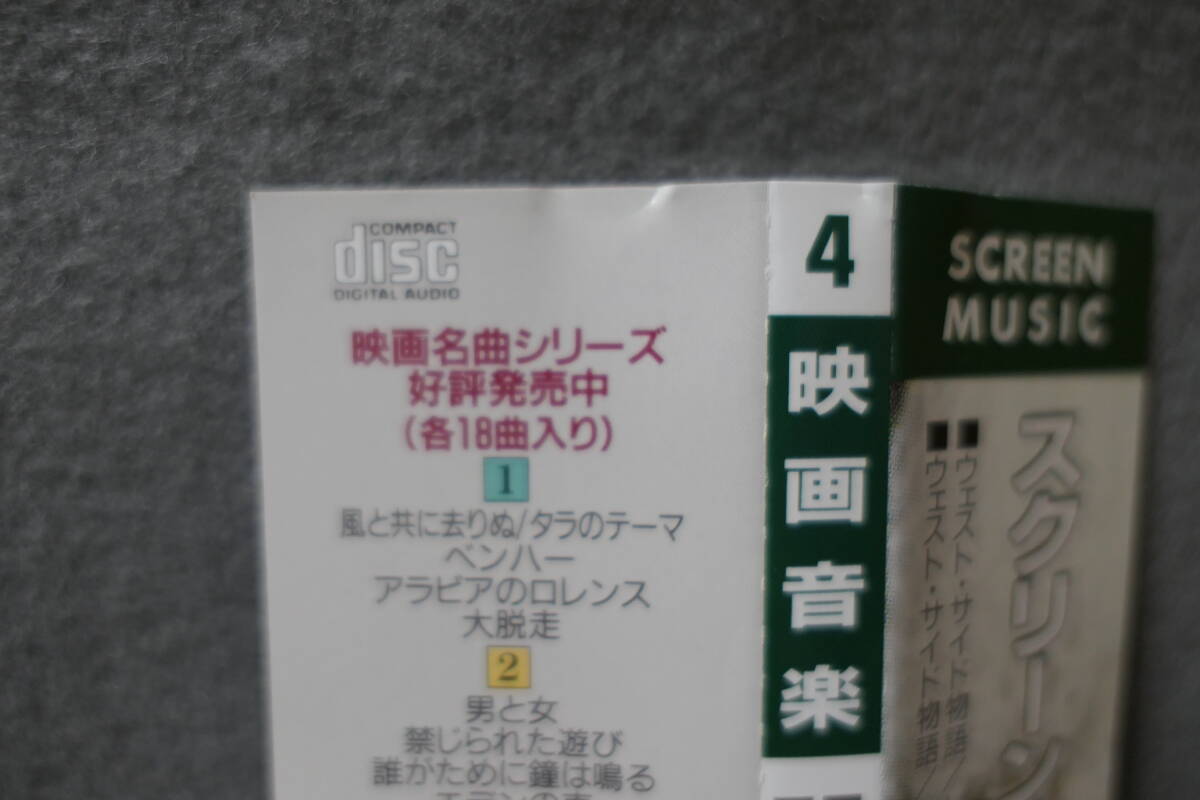 COMPACT
disc
DIGITAL AUDIO
映画名曲シリーズ
好評発売中
(各18曲入り)
1
風と共に去りぬ/タラのテーマ
ベンハー
アラビアのロレンス
大脱走
2
男と女
禁じられた遊び
誰がために鐘は鳴る
エデンの東
4
映画音楽
SCREEN
MUSIC
スクリーン
■ウェスト・サイド物語/
■ウェスト・サイド物語/